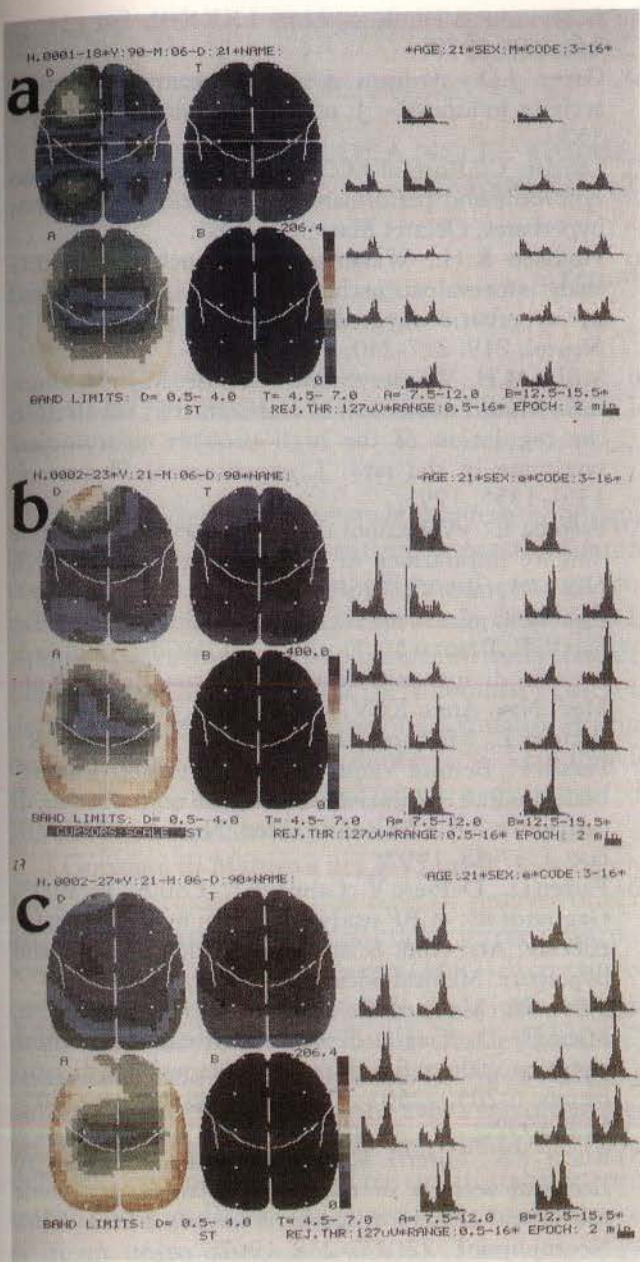 H.0001-18*Y:90-M:06-D:21*NAME: *AGE:21*SEX:M*CODE:3-16*
a
D T
A B
206.4
0
BAND LIMITS: D= 0.5- 4.0 T= 4.5- 7.0 A= 7.5-12.0 B=12.5-15.5*
ST REJ.THR:127uV*RANGE:0.5-16* EPOCH: 2 min
H.0002-23*Y:21-M:06-D:90*NAME: *AGE:21*SEX:@*CODE:3-16*
b
D T
A B
400.0
0
BAND LIMITS: D= 0.5- 4.0 T= 4.5- 7.0 A= 7.5-12.0 B=12.5-15.5*
CURSORS:SCALE ST REJ.THR:127uV*RANGE:0.5-16* EPOCH: 2 min
H.0002-27*Y:21-M:06-D:90*NAME: *AGE:21*SEX:@*CODE:3-16*
c
D T
A B
206.4
0
BAND LIMITS: D= 0.5- 4.0 T= 4.5- 7.0 A= 7.5-12.0 B=12.5-15.5*
ST REJ.THR:127uV*RANGE:0.5-16* EPOCH: 2 min